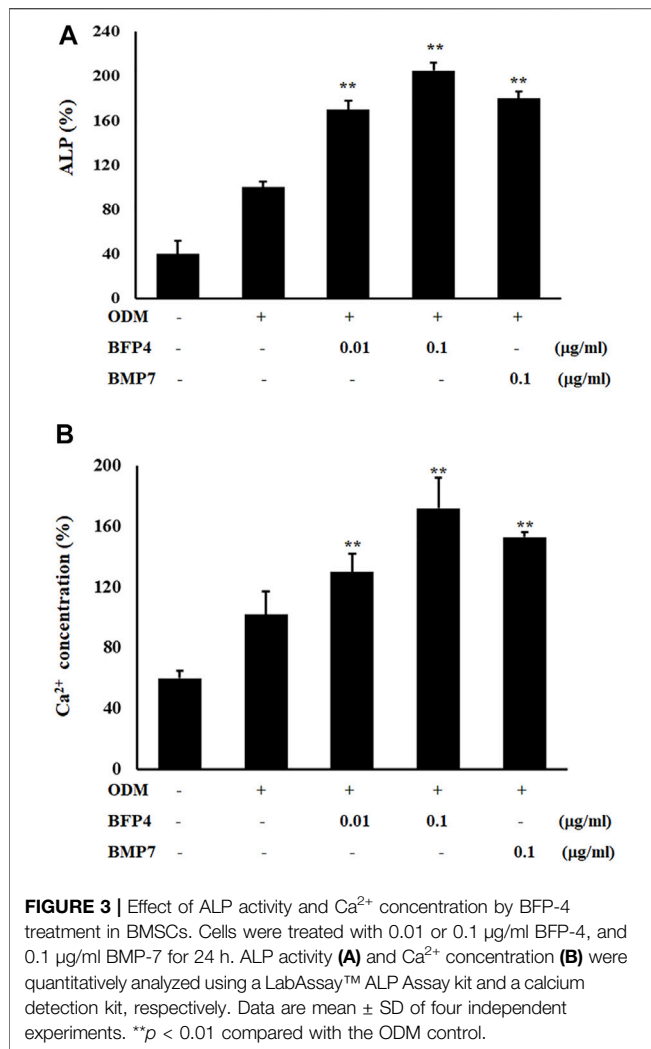 A
ALP (%)
240
200
160
120
80
40
0
** ** **
ODM - + + + +
BFP4 - - 0.01 0.1 - (µg/ml)
BMP7 - - - - 0.1 (µg/ml)
B
Ca²⁺ concentration (%)
200
160
120
80
40
0
** ** **
ODM - + + + +
BFP4 - - 0.01 0.1 - (µg/ml)
BMP7 - - - - 0.1 (µg/ml)
FIGURE 3 | Effect of ALP activity and Ca²⁺ concentration by BFP-4
treatment in BMSCs. Cells were treated with 0.01 or 0.1 µg/ml BFP-4, and
0.1 µg/ml BMP-7 for 24 h. ALP activity (A) and Ca²⁺ concentration (B) were
quantitatively analyzed using a LabAssay™ ALP Assay kit and a calcium
detection kit, respectively. Data are mean ± SD of four independent
experiments. **p < 0.01 compared with the ODM control.